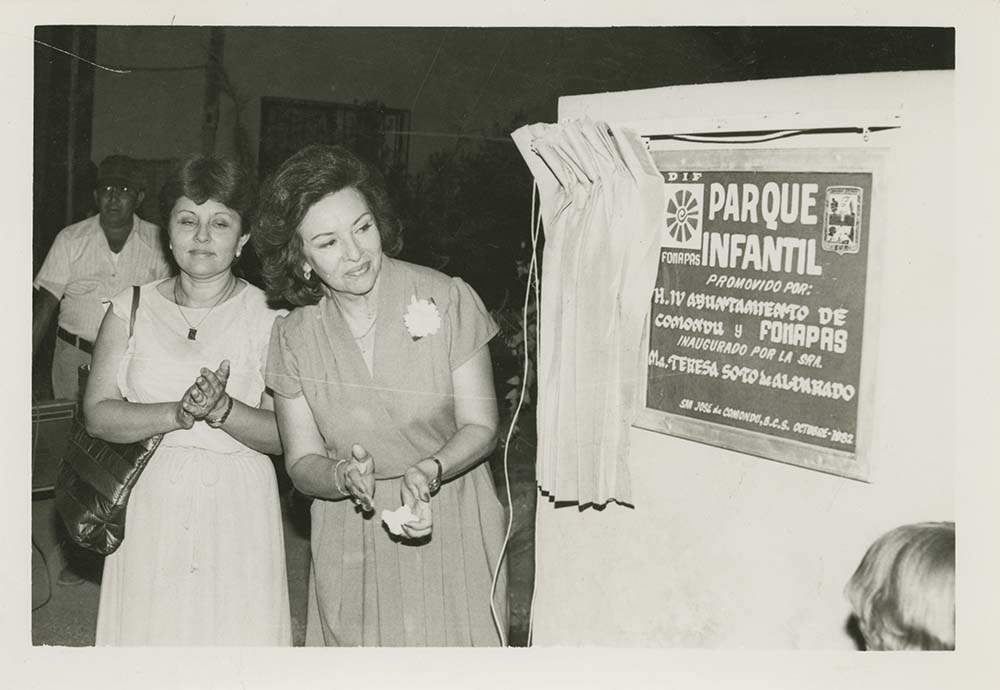 DIF
PARQUE
INFANTIL
FONAPAS
PROMOVIDO POR:
H. IV AYUNTAMIENTO DE
COMONDU y FONAPAS
INAUGURADO POR LA SRA.
Ma. TERESA SOTO de ALVARADO
SAN JOSE de COMONDU, B.C.S. OCTUBRE-1982